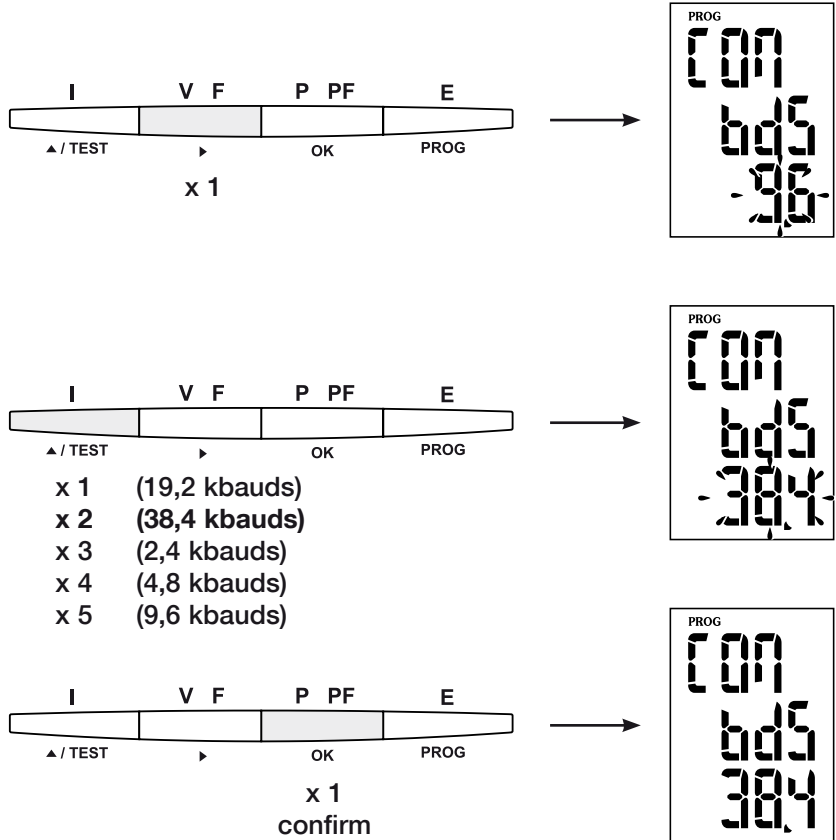 PROG
COM
bdS
9.6
I V F P PF E
▲ / TEST ► OK PROG
x 1
PROG
COM
bdS
38.4
I V F P PF E
▲ / TEST ► OK PROG
x 1 (19,2 kbauds)
x 2 (38,4 kbauds)
x 3 (2,4 kbauds)
x 4 (4,8 kbauds)
x 5 (9,6 kbauds)
PROG
COM
bdS
38.4
I V F P PF E
▲ / TEST ► OK PROG
x 1
confirm